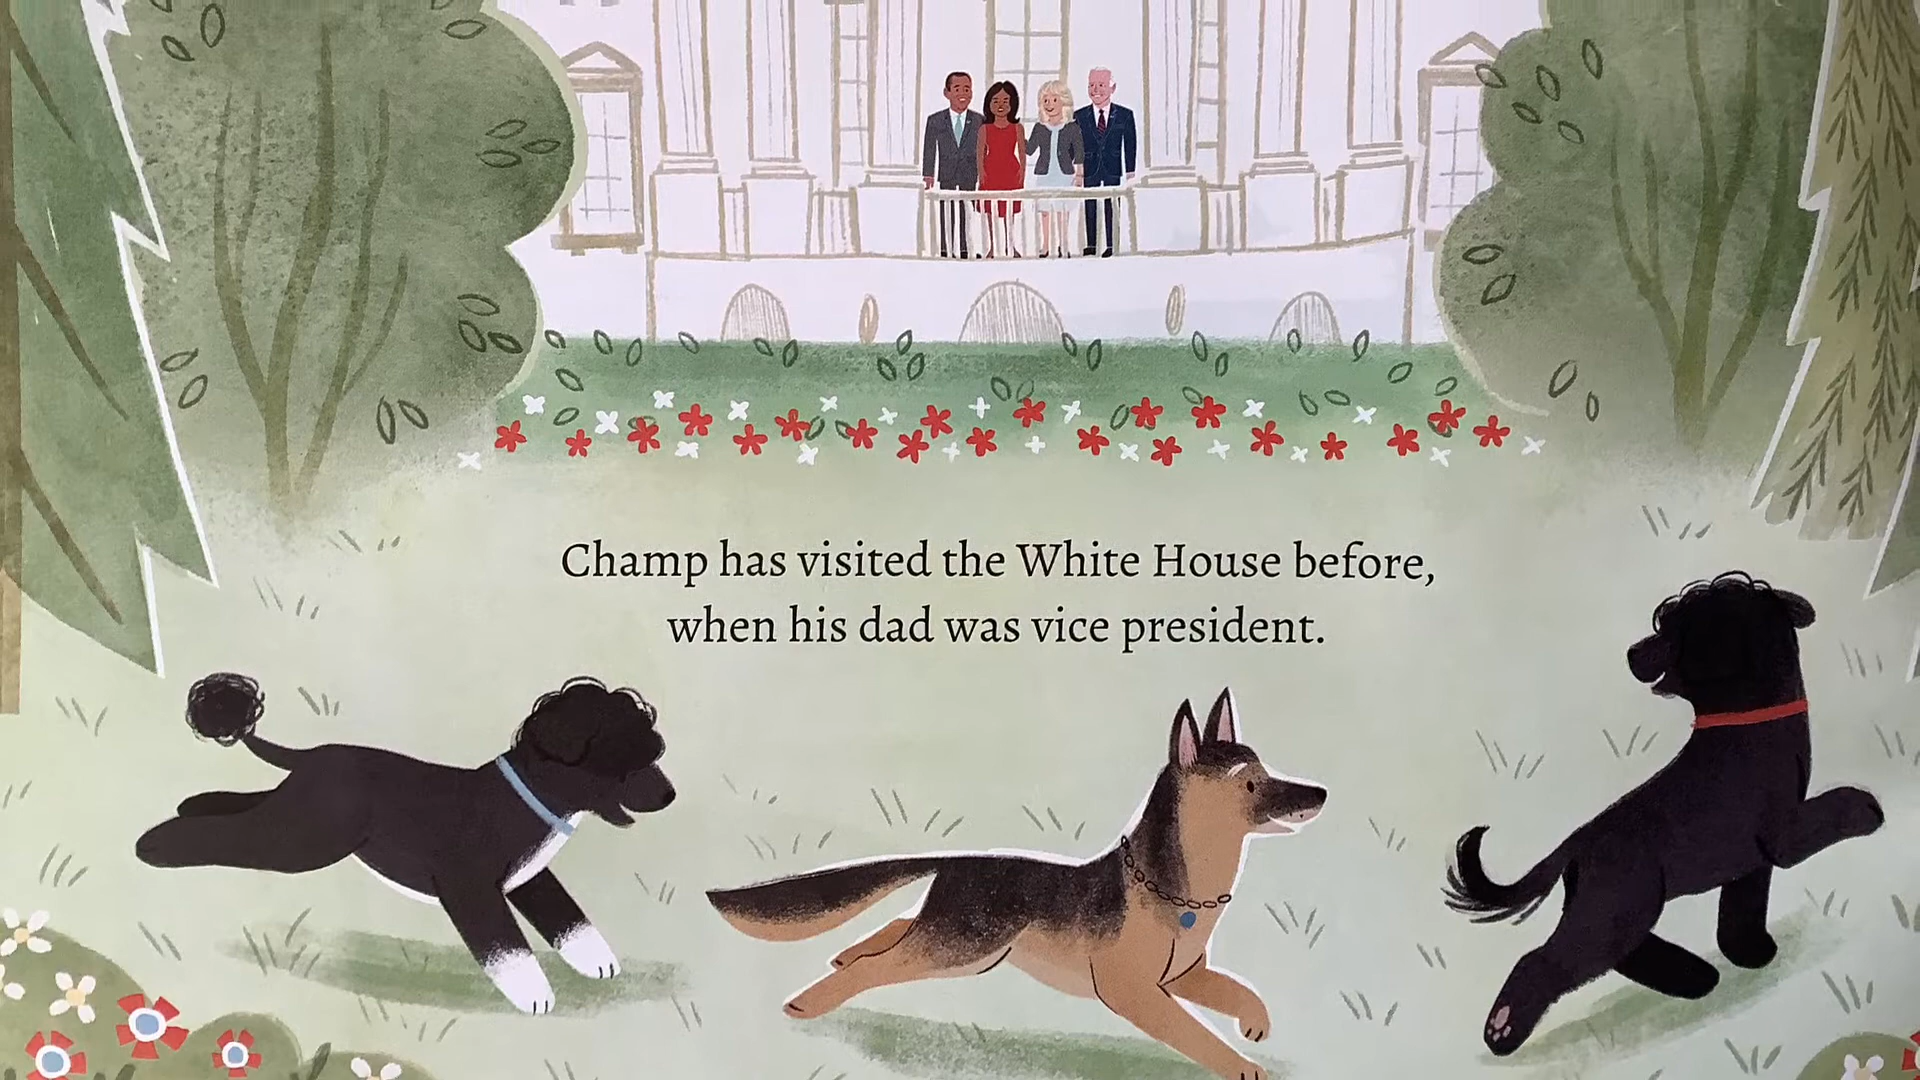 Champ has visited the White House before,
when his dad was vice president.